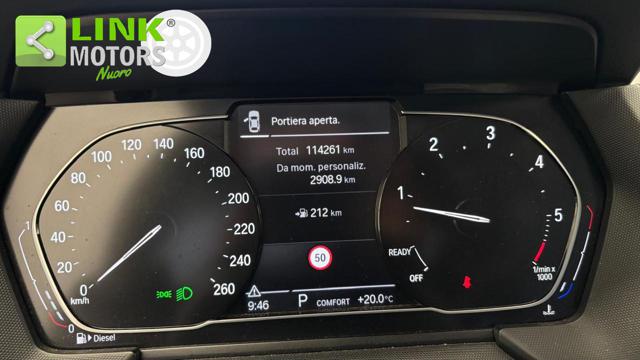 LINK
MOTORS
Nuoro
Portiera aperta.
Total 114261 km
Da mom. personaliz.
2908.9 km
212 km
50
9:46 P COMFORT +20.0°C
0 20 40 60 80 100 120 140 160 180 200 220 240 260
km/h
1
0
Diesel
READY
OFF
1 2 3 4 5
1/min x
1000